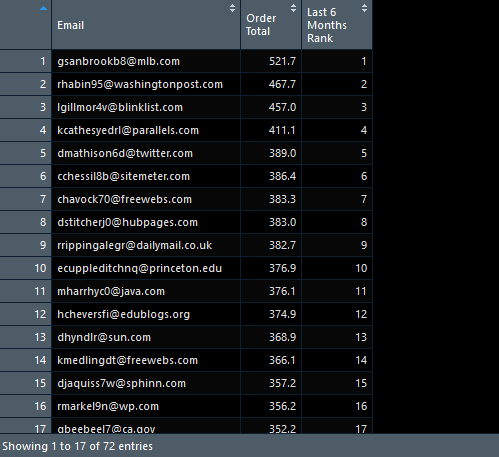 Email Order Total Last 6 Months Rank
1 gsanbrookb8@mlb.com 521.7 1
2 rhabin95@washingtonpost.com 467.7 2
3 lgillmor4v@blinklist.com 457.0 3
4 kcathesyedrl@parallels.com 411.1 4
5 dmathison6d@twitter.com 389.0 5
6 cchessil8b@sitemeter.com 386.4 6
7 chavock70@freewebs.com 383.3 7
8 dstitcherj0@hubpages.com 383.0 8
9 rrippingalegr@dailymail.co.uk 382.7 9
10 ecuppleditchnq@princeton.edu 376.9 10
11 mharrhyc0@java.com 376.1 11
12 hcheversfi@edublogs.org 374.9 12
13 dhyndlr@sun.com 368.9 13
14 kmedlingdt@freewebs.com 366.1 14
15 djaquiss7w@sphinn.com 357.2 15
16 rmarkel9n@wp.com 356.2 16
17 gbeebeel7@ca.gov 352.2 17
Showing 1 to 17 of 72 entries